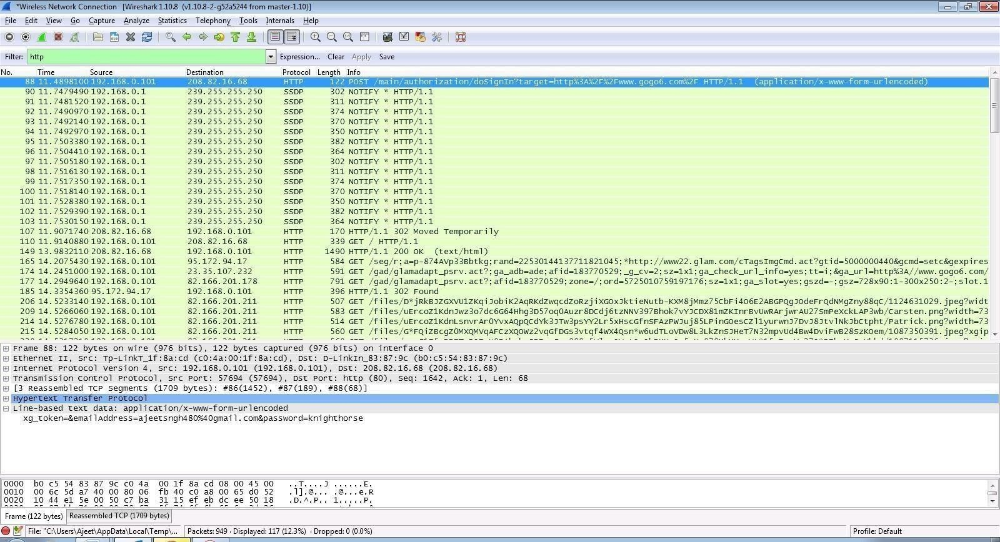 *Wireless Network Connection [Wireshark 1.10.8 (v1.10.8-2-g52a5244 from master-1.10)]
File Edit View Go Capture Analyze Statistics Telephony Tools Internals Help
Filter: http Expression... Clear Apply Save
No. Time Source Destination Protocol Length Info
88 11.4898100 192.168.0.101 208.82.16.68 HTTP 122 POST /main/authorization/doSignIn?target=http%3A%2F%2Fwww.gogo6.com%2F HTTP/1.1 (application/x-www-form-urlencoded)
90 11.7479490 192.168.0.1 239.255.255.250 SSDP 302 NOTIFY * HTTP/1.1
91 11.7481520 192.168.0.1 239.255.255.250 SSDP 311 NOTIFY * HTTP/1.1
92 11.7490970 192.168.0.1 239.255.255.250 SSDP 374 NOTIFY * HTTP/1.1
93 11.7492140 192.168.0.1 239.255.255.250 SSDP 370 NOTIFY * HTTP/1.1
94 11.7492970 192.168.0.1 239.255.255.250 SSDP 350 NOTIFY * HTTP/1.1
95 11.7503380 192.168.0.1 239.255.255.250 SSDP 382 NOTIFY * HTTP/1.1
96 11.7504410 192.168.0.1 239.255.255.250 SSDP 364 NOTIFY * HTTP/1.1
97 11.7505180 192.168.0.1 239.255.255.250 SSDP 302 NOTIFY * HTTP/1.1
98 11.7516130 192.168.0.1 239.255.255.250 SSDP 311 NOTIFY * HTTP/1.1
99 11.7517350 192.168.0.1 239.255.255.250 SSDP 374 NOTIFY * HTTP/1.1
100 11.7518140 192.168.0.1 239.255.255.250 SSDP 370 NOTIFY * HTTP/1.1
101 11.7528380 192.168.0.1 239.255.255.250 SSDP 350 NOTIFY * HTTP/1.1
102 11.7529390 192.168.0.1 239.255.255.250 SSDP 382 NOTIFY * HTTP/1.1
103 11.7530150 192.168.0.1 239.255.255.250 SSDP 364 NOTIFY * HTTP/1.1
107 11.9071740 208.82.16.68 192.168.0.101 HTTP 170 HTTP/1.1 302 Moved Temporarily
110 11.9140880 192.168.0.101 208.82.16.68 HTTP 339 GET / HTTP/1.1
149 13.9832110 208.82.16.68 192.168.0.101 HTTP 1490 HTTP/1.1 200 OK (text/html)
165 14.2075430 192.168.0.101 95.172.94.17 HTTP 584 GET /seg/r;a=p-874AVp33Bbtkg;rand=22530144137711821045;*http://www22.glam.com/cTagsImgCmd.act?gtid=5000000440&gcmd=setc&gexpires
174 14.2451000 192.168.0.101 23.35.107.232 HTTP 591 GET /gad/glamadapt_psrv.act?;ga_adb=ade;afid=183770529;_g_cv=2;sz=1x1;ga_check_url_info=yes;tt=i;&ga_url=http%3A//www.gogo6.com/
177 14.2949640 192.168.0.101 82.166.201.178 HTTP 791 GET /gad/glamadapt_psrv.act?;afid=183770529;zone=/;ord=5725010759197176;sz=1x1;ga_slot=yes;gszd=-;gsz=728x90:1-300x250:2-;slot.1
185 14.3354360 95.172.94.17 192.168.0.101 HTTP 396 HTTP/1.1 302 Found
206 14.5233140 192.168.0.101 82.166.201.211 HTTP 507 GET /files/D*jRkBJZGXVU1ZKqiJobiK2AqRKdZwqcdZoRzjiXGOxJktieNutb-KXM8jMmz75CbFi4O6E2ABGPQgJOdeFrQdNMgZny88qC/1124631029.jpeg?widt
209 14.5266060 192.168.0.101 82.166.201.211 HTTP 583 GET /files/uErcoZ1KdnJwz3o7dc6G64Hhg3D57oq0Auzr8DCdj6tzNNV397Bhok7vYJCDX81mZKInrBvUwRArjwrAU27SmPeXckLAP3wb/Carsten.png?width=73
214 14.5276780 192.168.0.101 82.166.201.211 HTTP 514 GET /files/uErcoZ1KdnLsnvrArOYvxAQpQCdYk3JTw3psYY2Lr5xHscGfnSFAzPWJuj85LPinGOesCZl1yurwnJ7DvJ8JtvlNkJbCtpht/Patrick.png?width=73
215 14.5284050 192.168.0.101 82.166.201.211 HTTP 560 GET /files/G*FQiZBcgZ0MXQMVqAFCzXQOWz2vqGfDGs3vtqf4WX4Qsn*w6udTLoVDw8L3LkZnSJHeT7N32mpvUd4Bw4DviFwB28SzKOem/1087350391.jpeg?xgip
Frame 88: 122 bytes on wire (976 bits), 122 bytes captured (976 bits) on interface 0
Ethernet II, Src: Tp-LinkT_1f:8a:cd (c0:4a:00:1f:8a:cd), Dst: D-LinkIn_83:87:9c (b0:c5:54:83:87:9c)
Internet Protocol Version 4, Src: 192.168.0.101 (192.168.0.101), Dst: 208.82.16.68 (208.82.16.68)
Transmission Control Protocol, Src Port: 57694 (57694), Dst Port: http (80), Seq: 1642, Ack: 1, Len: 68
[3 Reassembled TCP Segments (1709 bytes): #86(1452), #87(189), #88(68)]
Hypertext Transfer Protocol
Line-based text data: application/x-www-form-urlencoded
xg_token=&emailAddress=ajeetsngh480%40gmail.com&password=knighthorse
0000 b0 c5 54 83 87 9c c0 4a 00 1f 8a cd 08 00 45 00 ..T....J ......E.
0010 00 6c 5d a7 40 00 80 06 fb 40 c0 a8 00 65 d0 52 .l].@... .@...e.R
0020 10 44 e1 5e 00 50 c7 ba 31 15 ef eb dc ee 50 18 .D.^.P.. 1.....P.
Frame (122 bytes) Reassembled TCP (1709 bytes)
File: "C:\Users\Ajeet\AppData\Local\Temp\... Packets: 949 · Displayed: 117 (12.3%) · Dropped: 0 (0.0%) Profile: Default